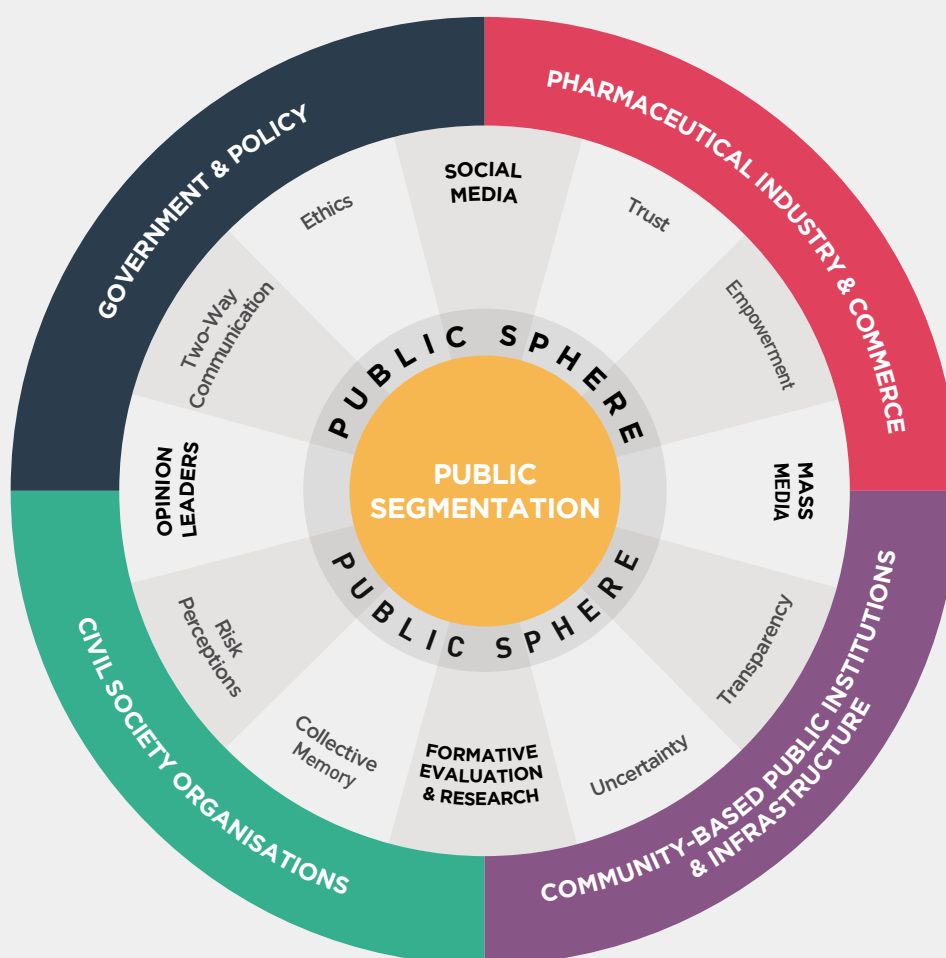 GOVERNMENT & POLICY
PHARMACEUTICAL INDUSTRY & COMMERCE
SOCIAL
MEDIA
Ethics
Trust
Two-Way
Communication
Empowerment
PUBLIC SPHERE
OPINION
LEADERS
PUBLIC
SEGMENTATION
MASS
MEDIA
PUBLIC SPHERE
Risk
Perceptions
Transparency
Collective
Memory
FORMATIVE
EVALUATION
& RESEARCH
Uncertainty
CIVIL SOCIETY ORGANISATIONS
COMMUNITY-BASED PUBLIC INSTITUTIONS
& INFRASTRUCTURE